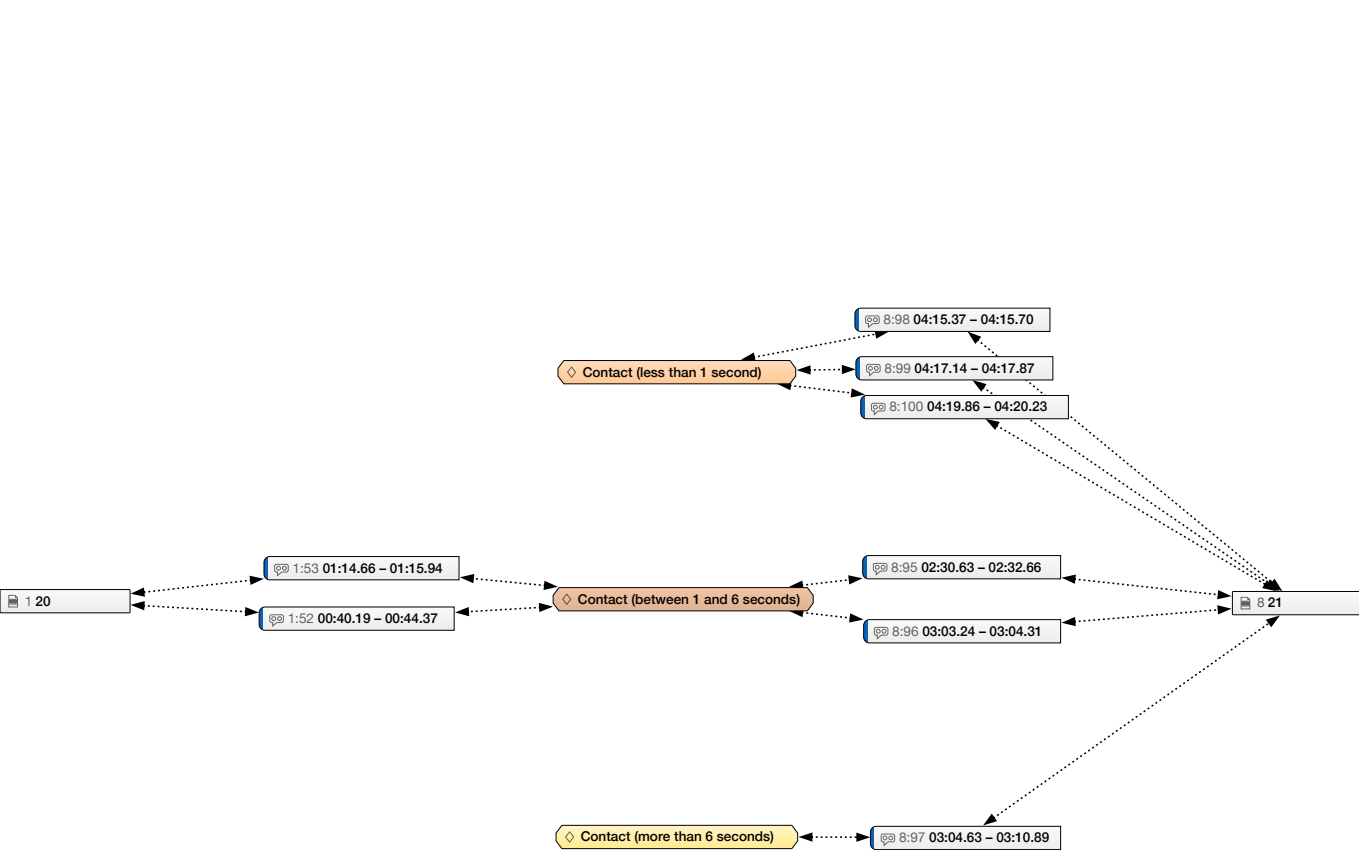 8:98 04:15.37 – 04:15.70
Contact (less than 1 second)
8:99 04:17.14 – 04:17.87
8:100 04:19.86 – 04:20.23
1:53 01:14.66 – 01:15.94
8:95 02:30.63 – 02:32.66
1 20
Contact (between 1 and 6 seconds)
8 21
1:52 00:40.19 – 00:44.37
8:96 03:03.24 – 03:04.31
Contact (more than 6 seconds)
8:97 03:04.63 – 03:10.89